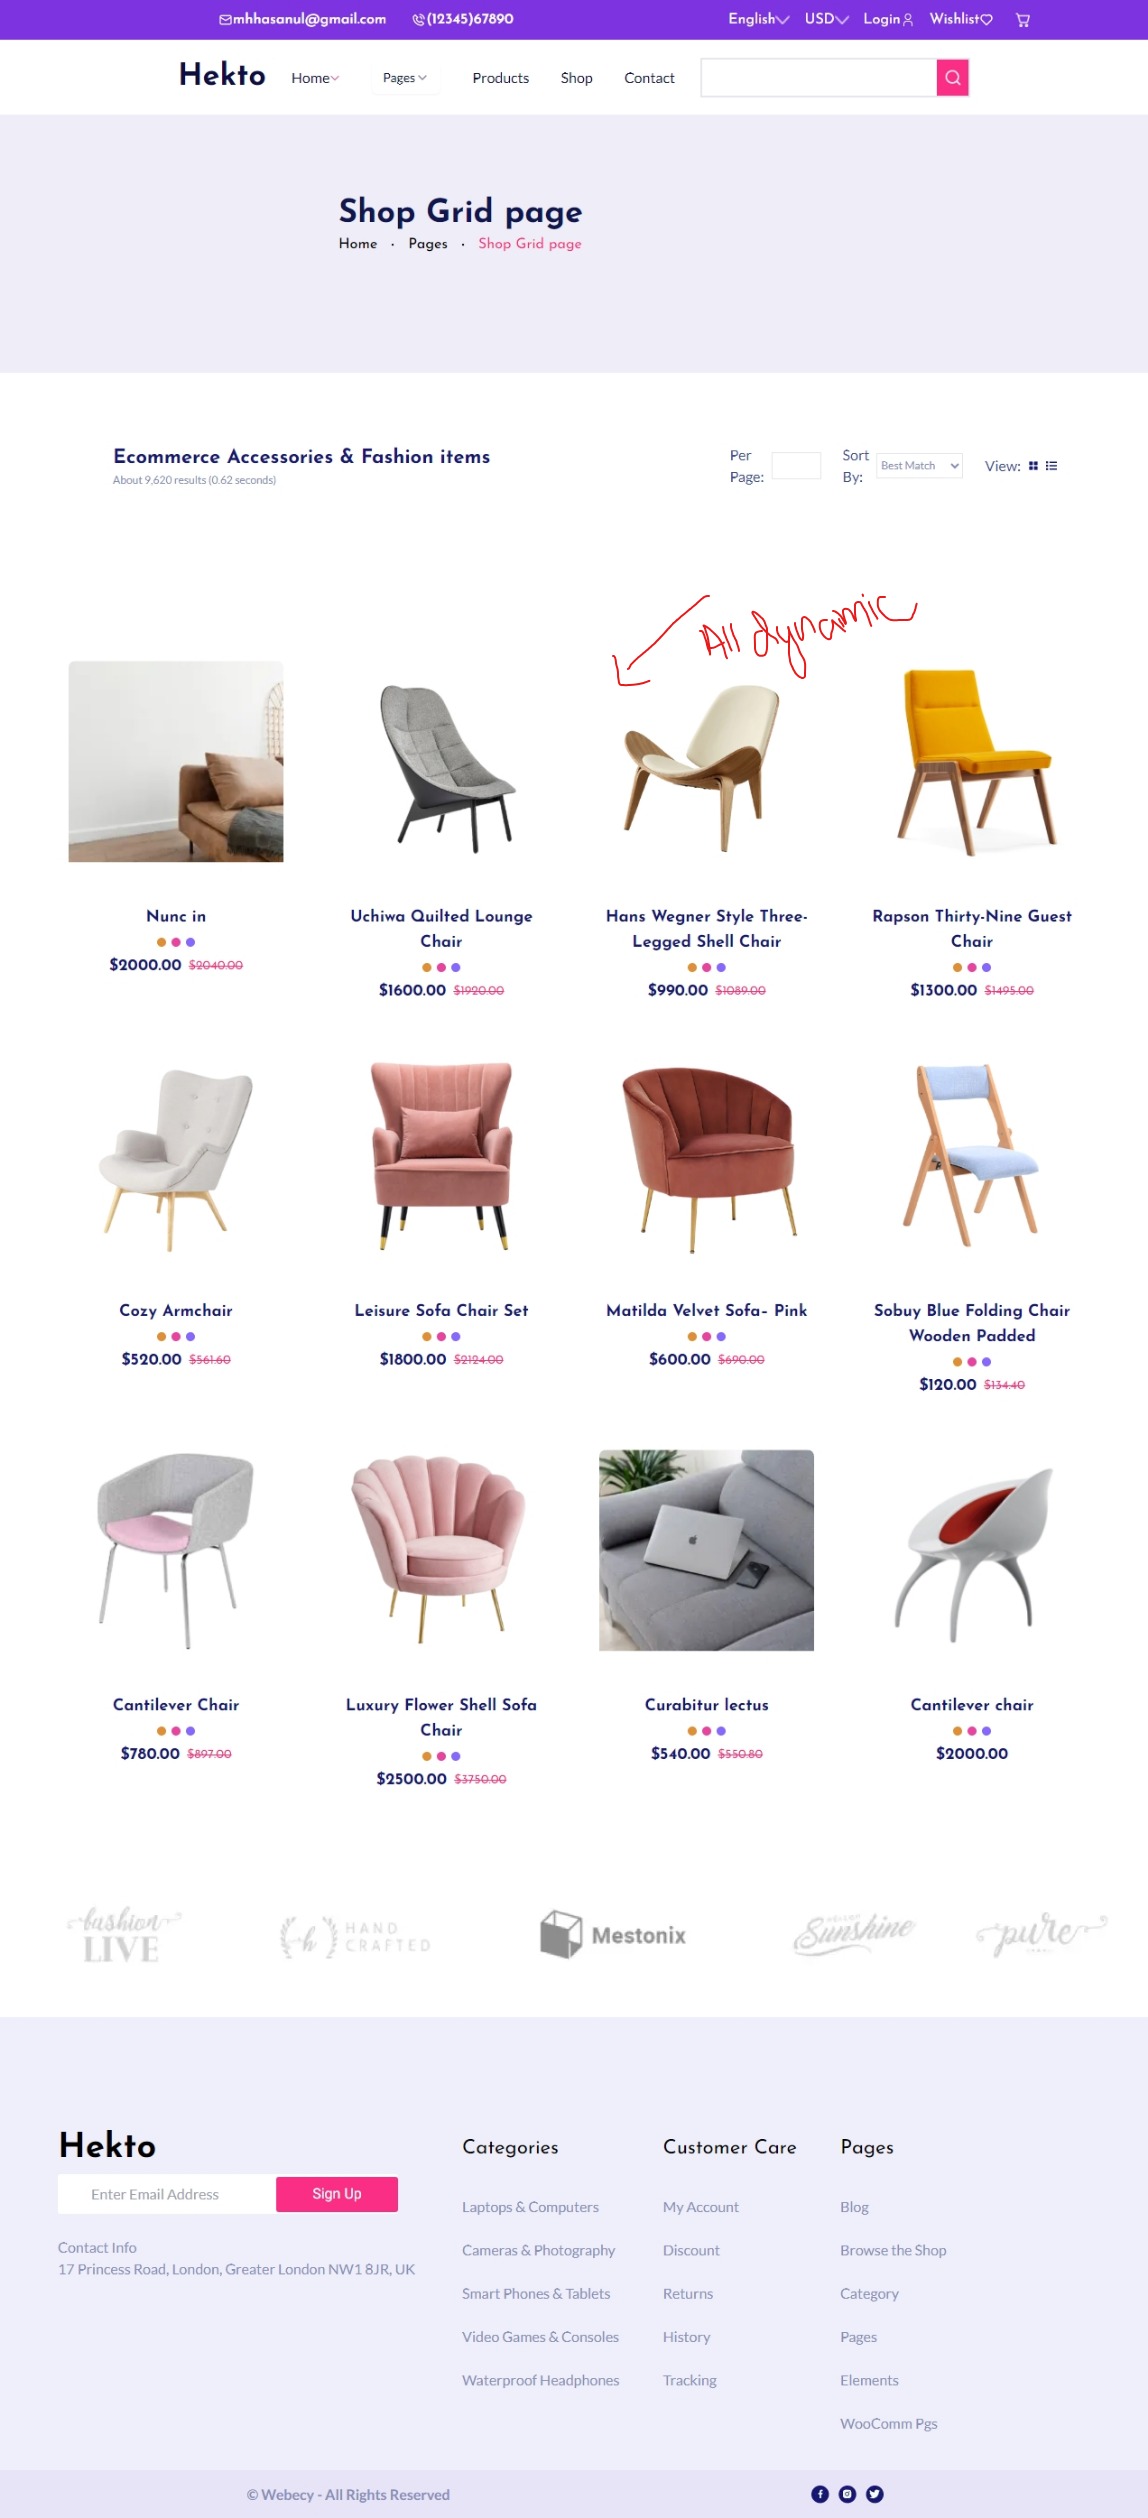 mhhasanul@gmail.com (12345)67890 English USD Login Wishlist
Hekto Home Pages Products Shop Contact
Shop Grid page
Home · Pages · Shop Grid page
Ecommerce Accessories & Fashion items
About 9,620 results (0.62 seconds)
Per
Page:
Sort
By:
Best Match
View:
All dynamic
Nunc in
$2000.00 $2040.00
Uchiwa Quilted Lounge
Chair
$1600.00 $1920.00
Hans Wegner Style Three-
Legged Shell Chair
$990.00 $1089.00
Rapson Thirty-Nine Guest
Chair
$1300.00 $1495.00
Cozy Armchair
$520.00 $561.60
Leisure Sofa Chair Set
$1800.00 $2124.00
Matilda Velvet Sofa– Pink
$600.00 $690.00
Sobuy Blue Folding Chair
Wooden Padded
$120.00 $134.40
Cantilever Chair
$780.00 $897.00
Luxury Flower Shell Sofa
Chair
$2500.00 $3750.00
Curabitur lectus
$540.00 $550.80
Cantilever chair
$2000.00
fashion
LIVE
h
HAND
CRAFTED
Mestonix
Sunshine
pure
Hekto
Enter Email Address Sign Up
Contact Info
17 Princess Road, London, Greater London NW1 8JR, UK
Categories
Laptops & Computers
Cameras & Photography
Smart Phones & Tablets
Video Games & Consoles
Waterproof Headphones
Customer Care
My Account
Discount
Returns
History
Tracking
Pages
Blog
Browse the Shop
Category
Pages
Elements
WooComm Pgs
© Webecy - All Rights Reserved